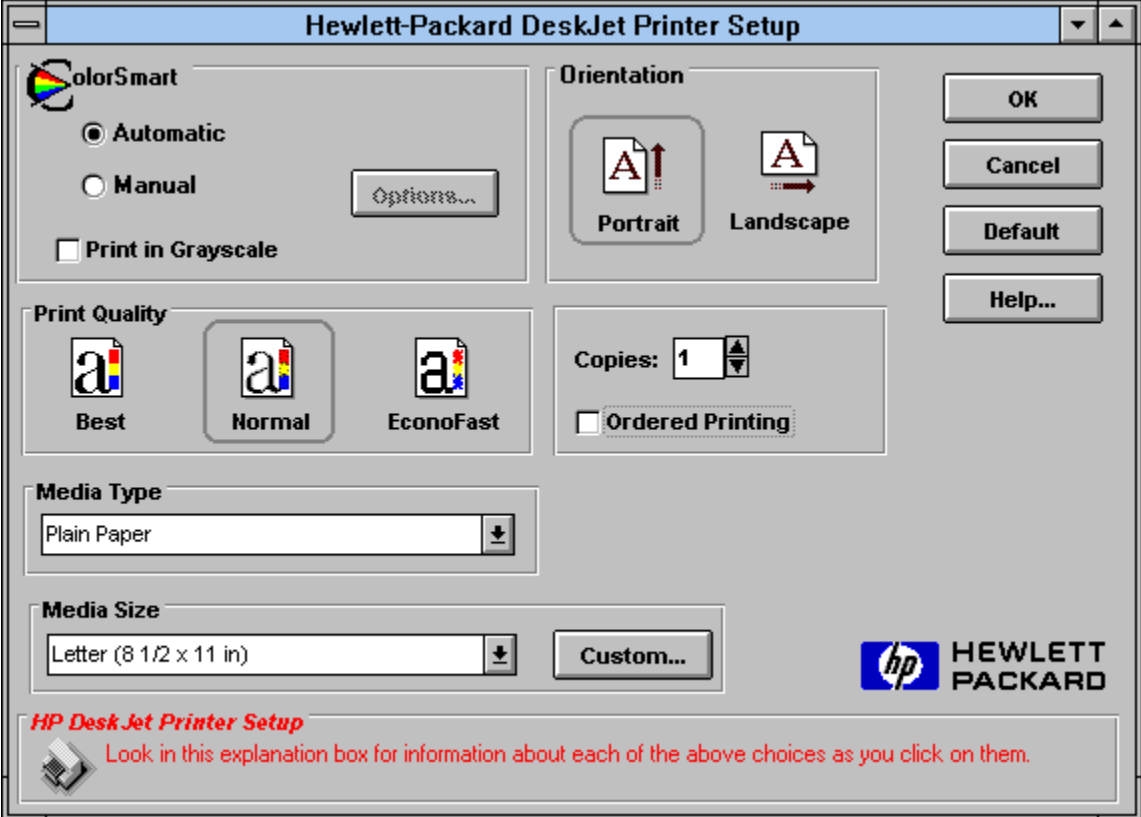 Hewlett-Packard DeskJet Printer Setup
ColorSmart
Automatic
Manual
Options...
Print in Grayscale
Orientation
A
Portrait
A
Landscape
OK
Cancel
Default
Help...
Print Quality
a
Best
a
Normal
a
EconoFast
Copies: 1
Ordered Printing
Media Type
Plain Paper
Media Size
Letter (8 1/2 x 11 in)
Custom...
hp HEWLETT
PACKARD
HP DeskJet Printer Setup
Look in this explanation box for information about each of the above choices as you click on them.